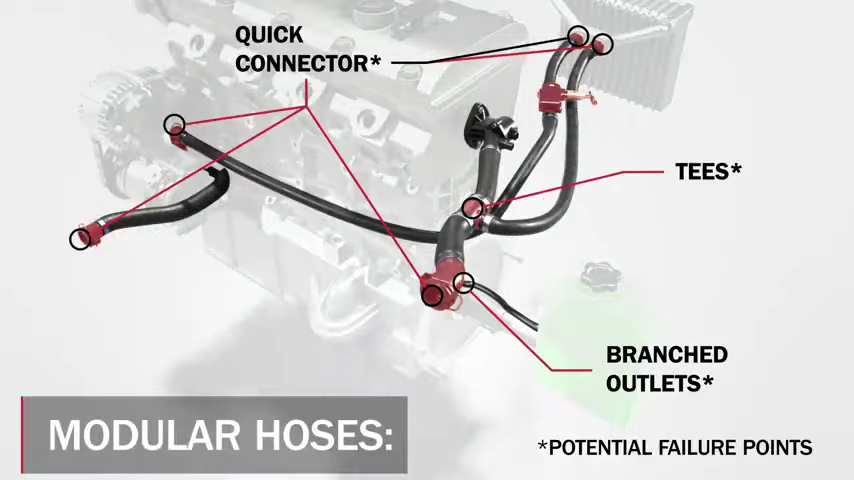 QUICK
CONNECTOR*
TEES*
BRANCHED
OUTLETS*
MODULAR HOSES:
*POTENTIAL FAILURE POINTS